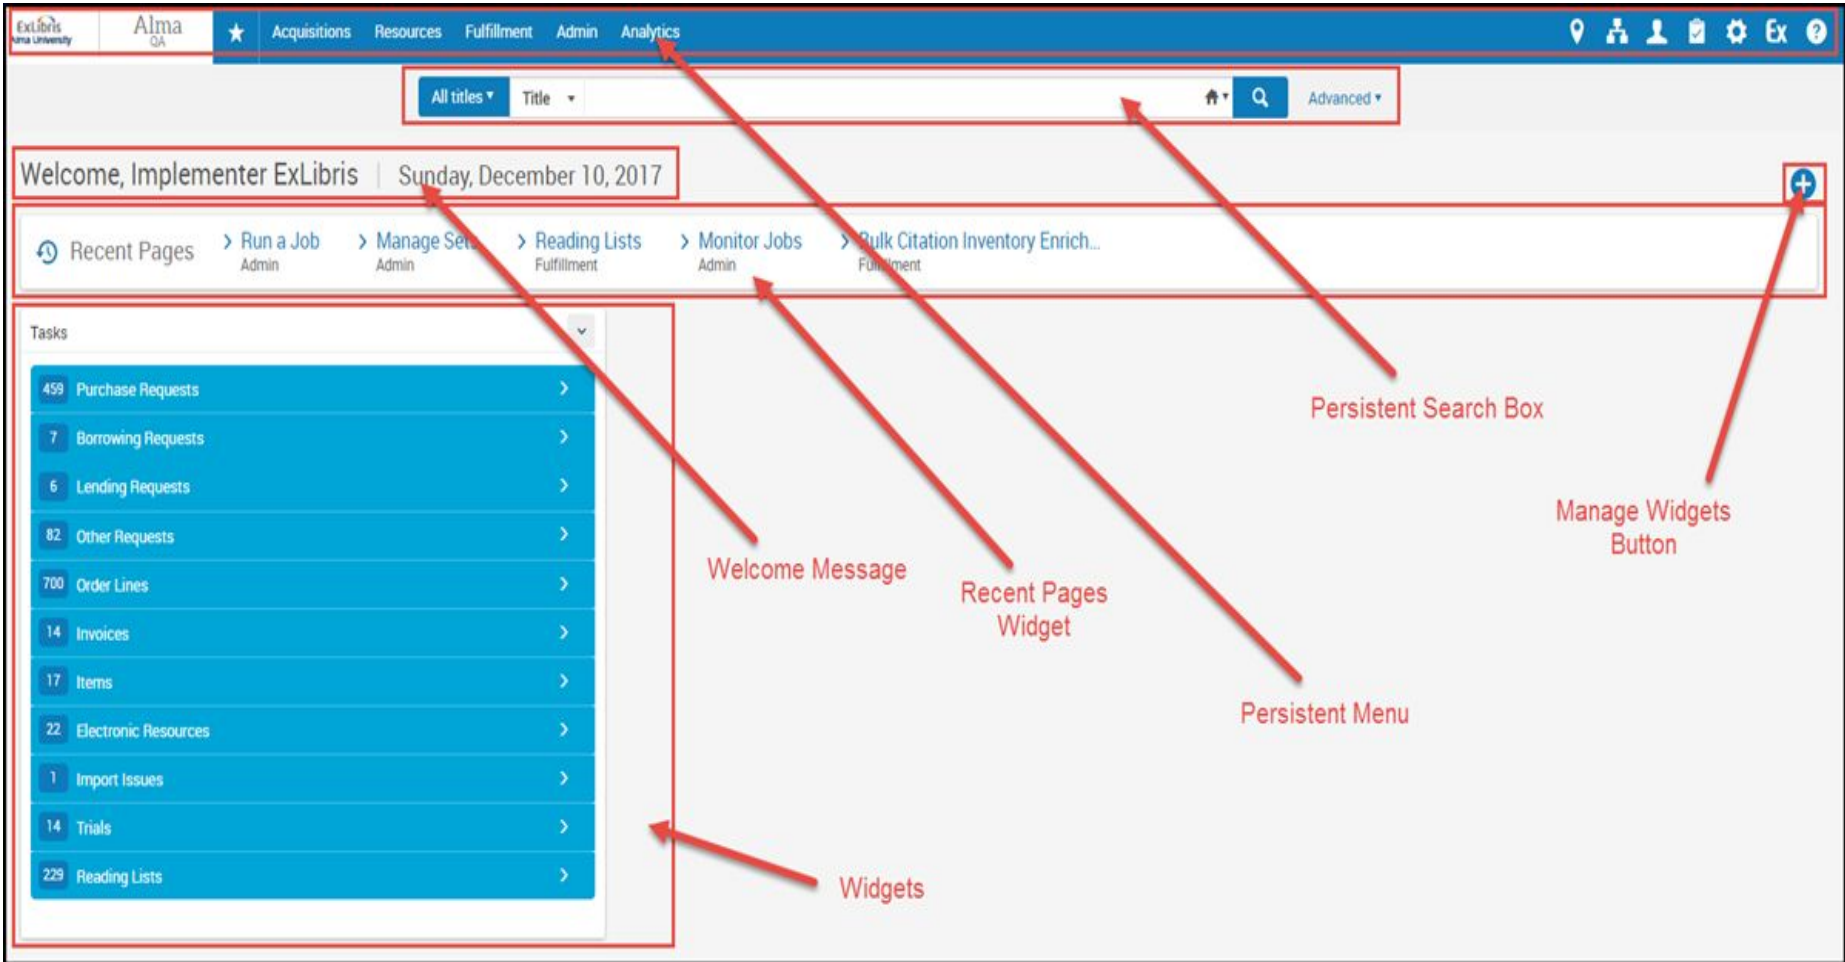 ExLibris
Alma University
Alma
QA
Acquisitions Resources Fulfillment Admin Analytics
Ex ?
All titles Title Advanced
Welcome, Implementer ExLibris | Sunday, December 10, 2017
Recent Pages
Run a Job
Admin
Manage Sets
Admin
Reading Lists
Fulfillment
Monitor Jobs
Admin
Bulk Citation Inventory Enrich...
Fulfillment
Tasks
459 Purchase Requests
7 Borrowing Requests
6 Lending Requests
82 Other Requests
700 Order Lines
14 Invoices
17 Items
22 Electronic Resources
1 Import Issues
14 Trials
229 Reading Lists
Persistent Search Box
Manage Widgets
Button
Welcome Message
Recent Pages
Widget
Persistent Menu
Widgets